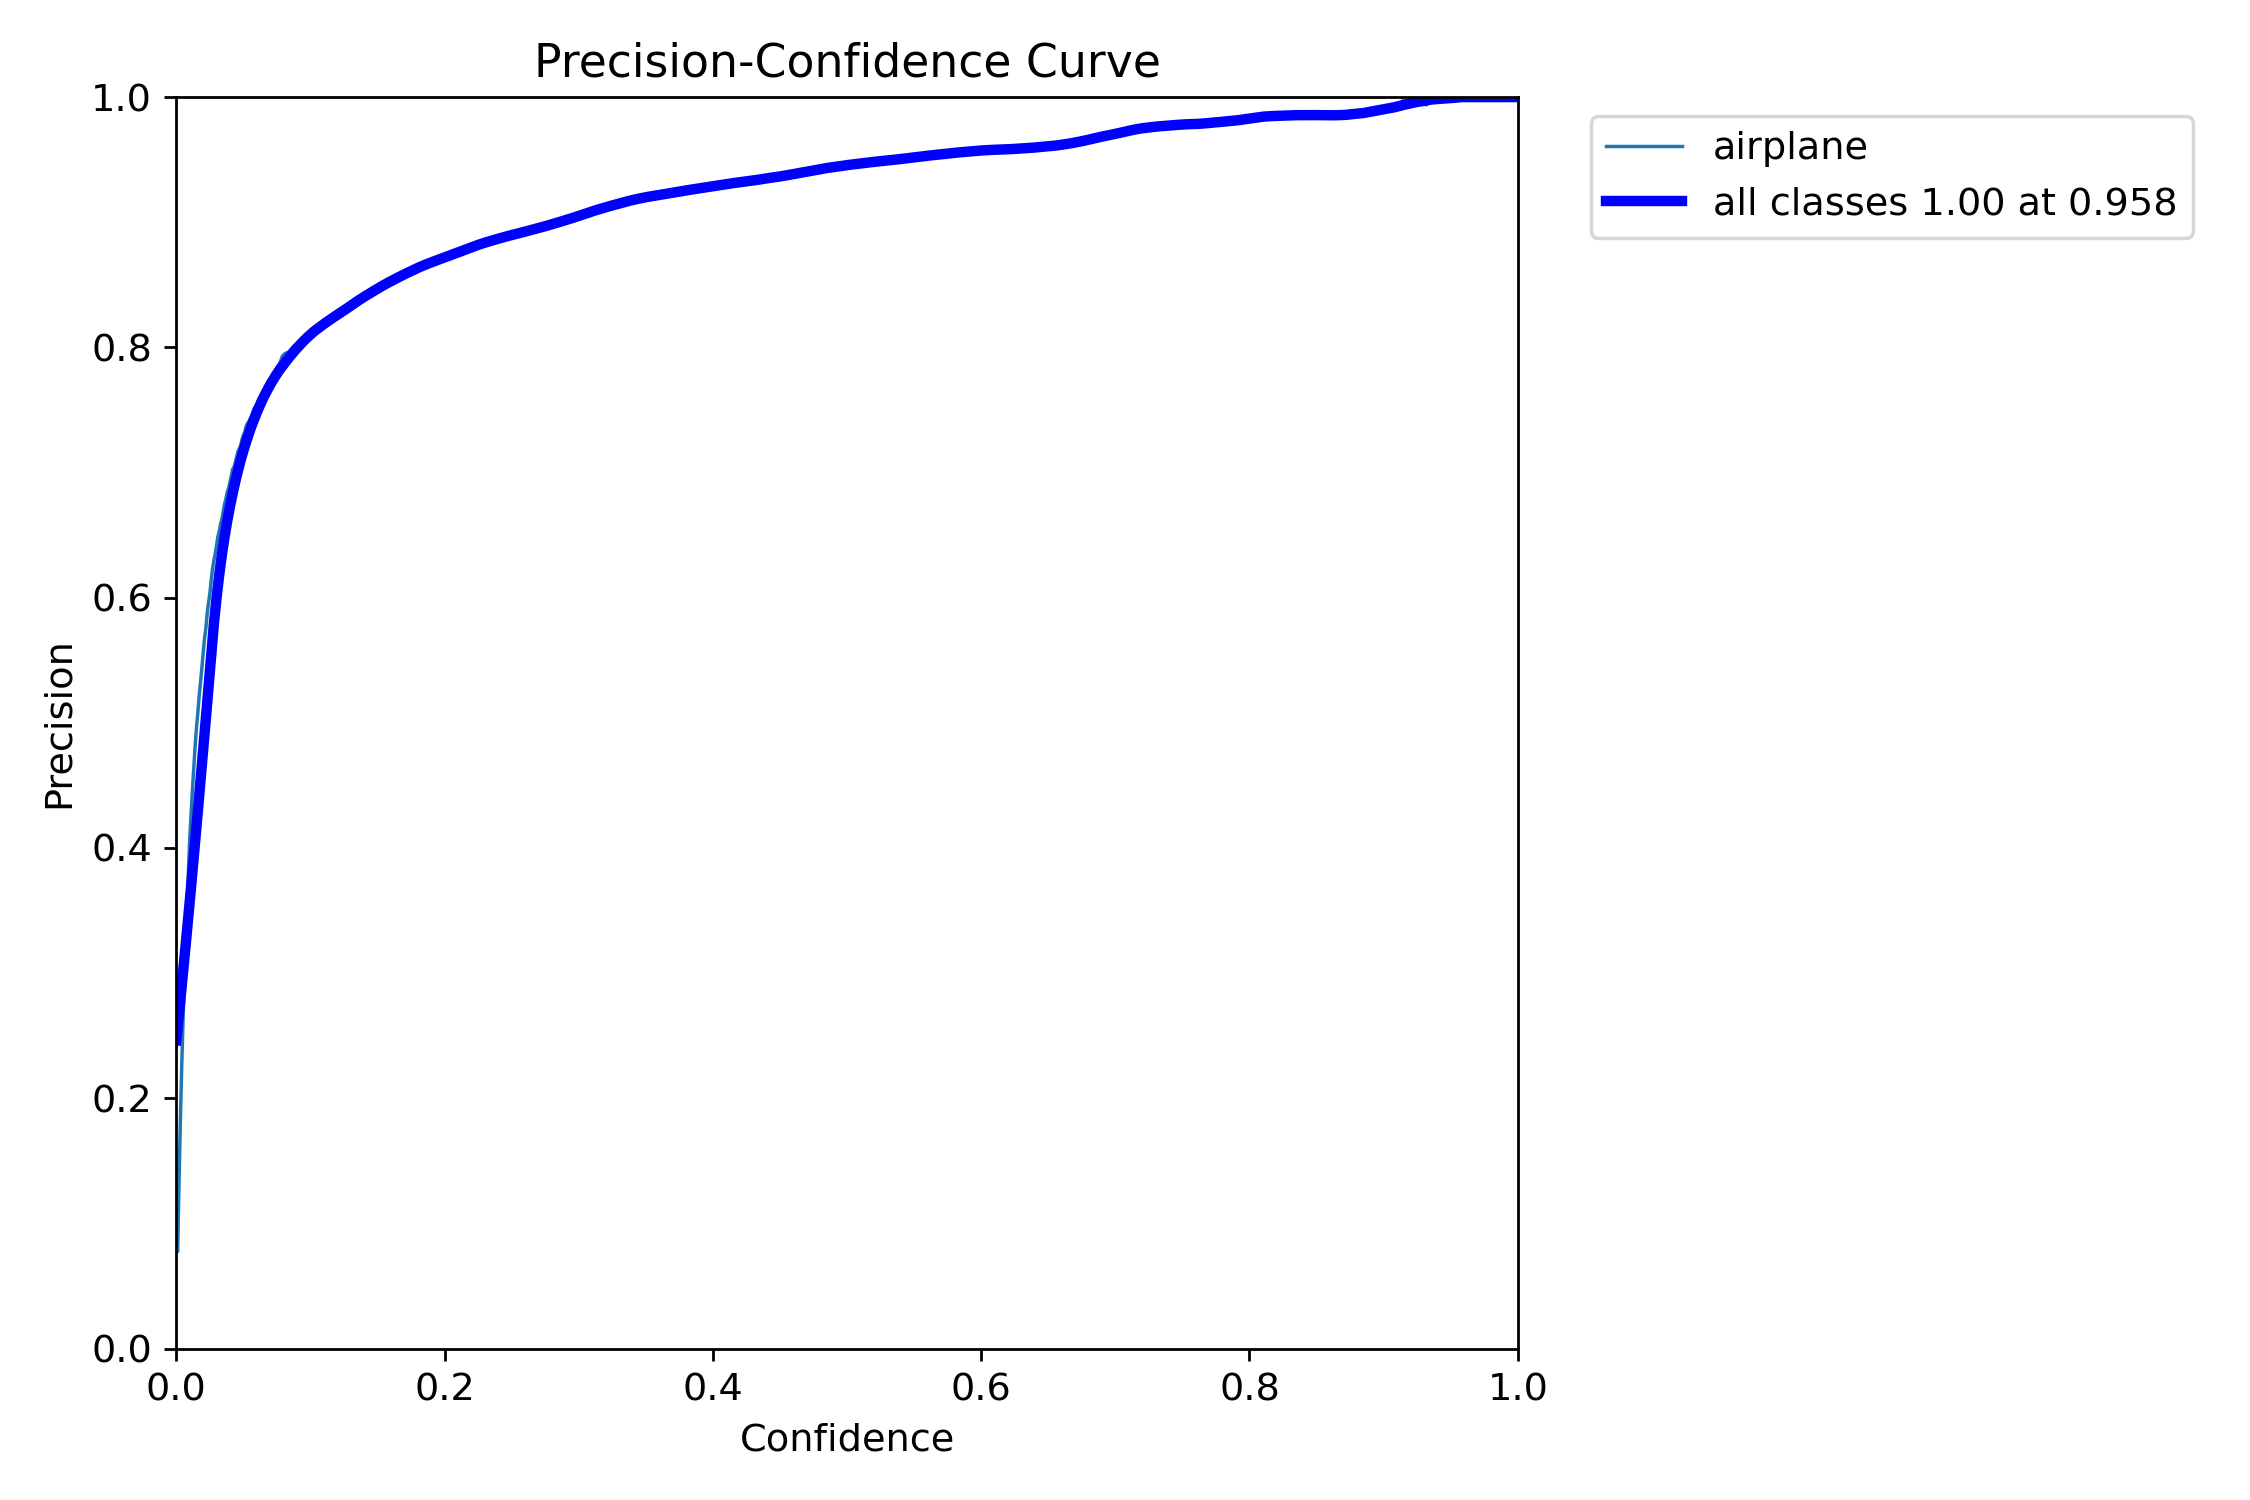 Precision-Confidence Curve
airplane
all classes 1.00 at 0.958
Precision
1.0
0.8
0.6
0.4
0.2
0.0
0.0 0.2 0.4 0.6 0.8 1.0
Confidence